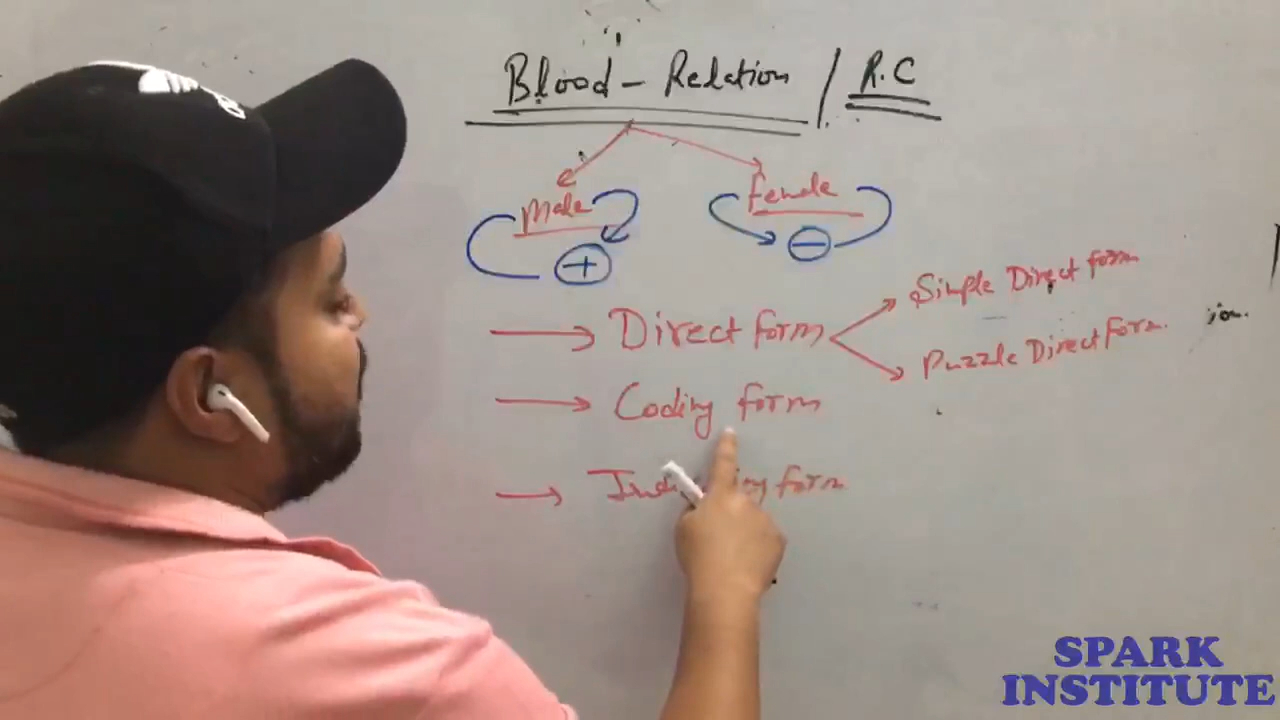 Blood - Relation / R.C
Male Female
+ −
Direct form
Simple Direct form
Puzzle Direct form.
Coding form
form
SPARK
INSTITUTE